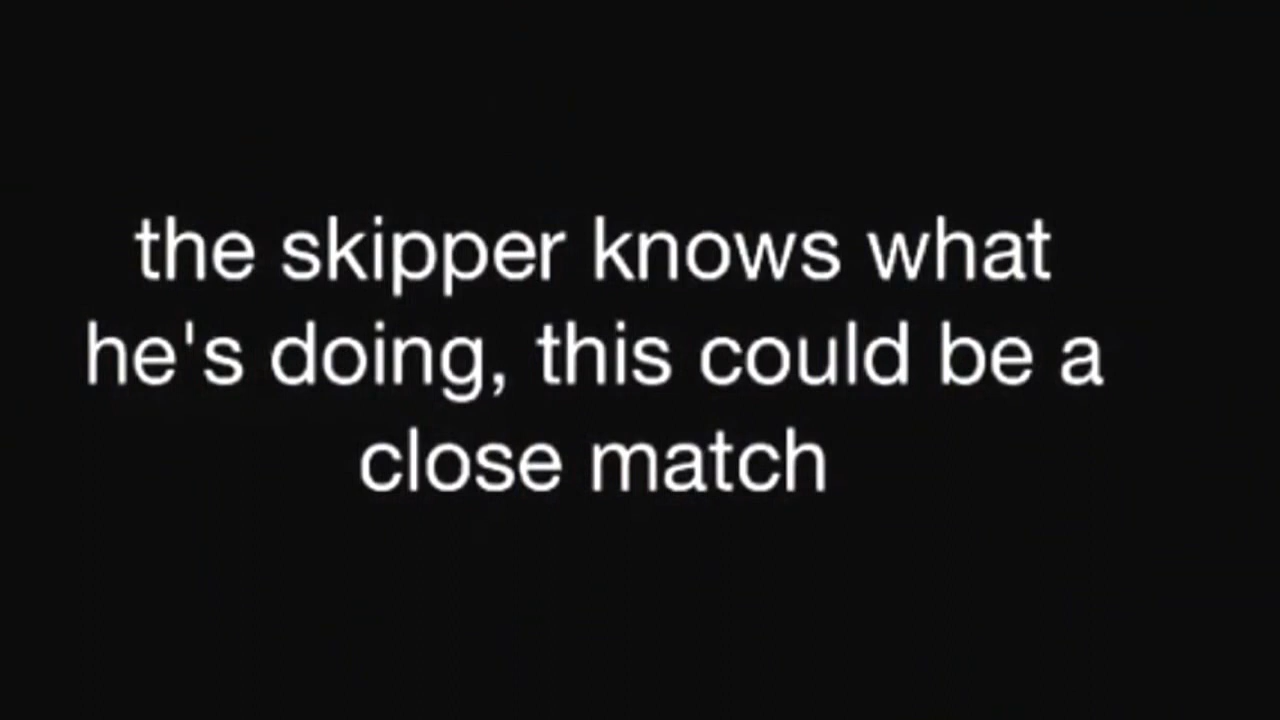 the skipper knows what
he's doing, this could be a
close match